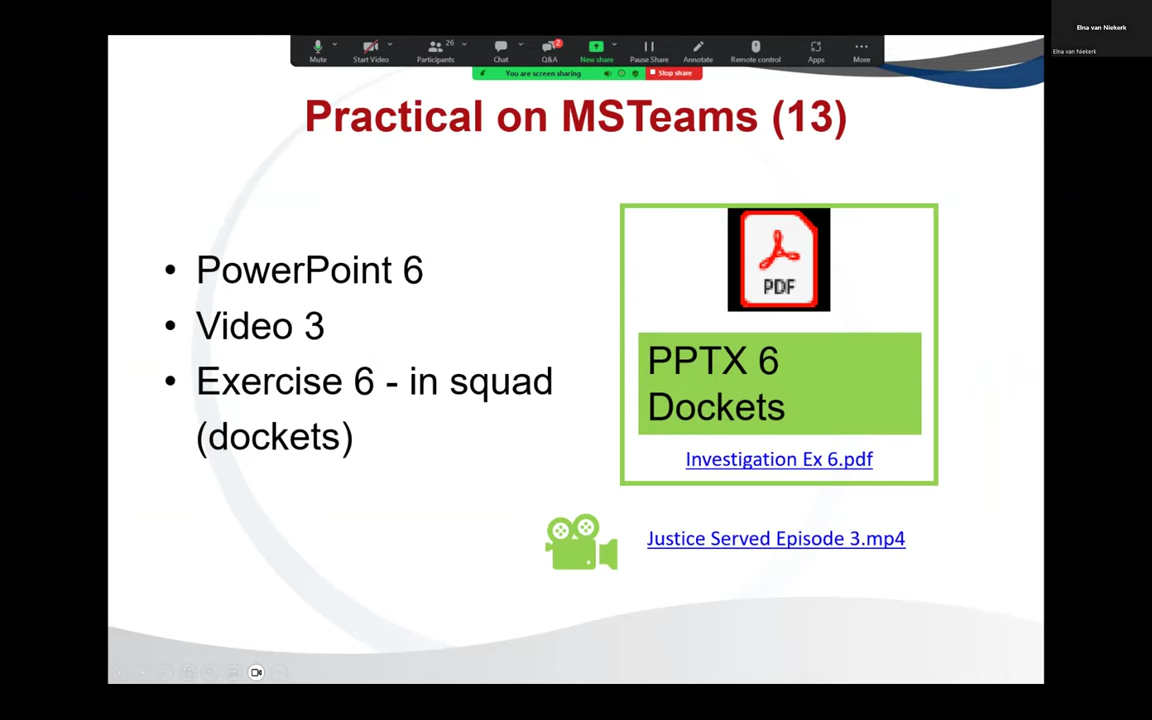 Elna van Niekerk
Elna van Niekerk
26
2
Mute
Start Video
Participants
Chat
Q&A
New share
Pause Share
Annotate
Remote control
Apps
More
You are screen sharing
Stop share
Practical on MSTeams (13)
• PowerPoint 6
• Video 3
• Exercise 6 - in squad
(dockets)
PDF
PPTX 6
Dockets
Investigation Ex 6.pdf
Justice Served Episode 3.mp4